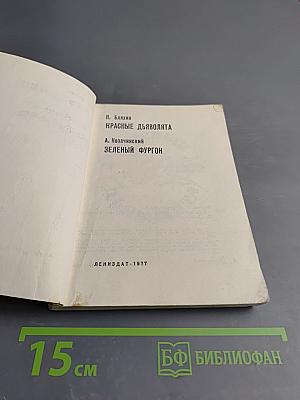 П. Бляхин
КРАСНЫЕ ДЬЯВОЛЯТА
А. Козачинский
ЗЕЛЕНЫЙ ФУРГОН
ЛЕНИЗДАТ-1977
15 см
БФ БИБЛИОФАН